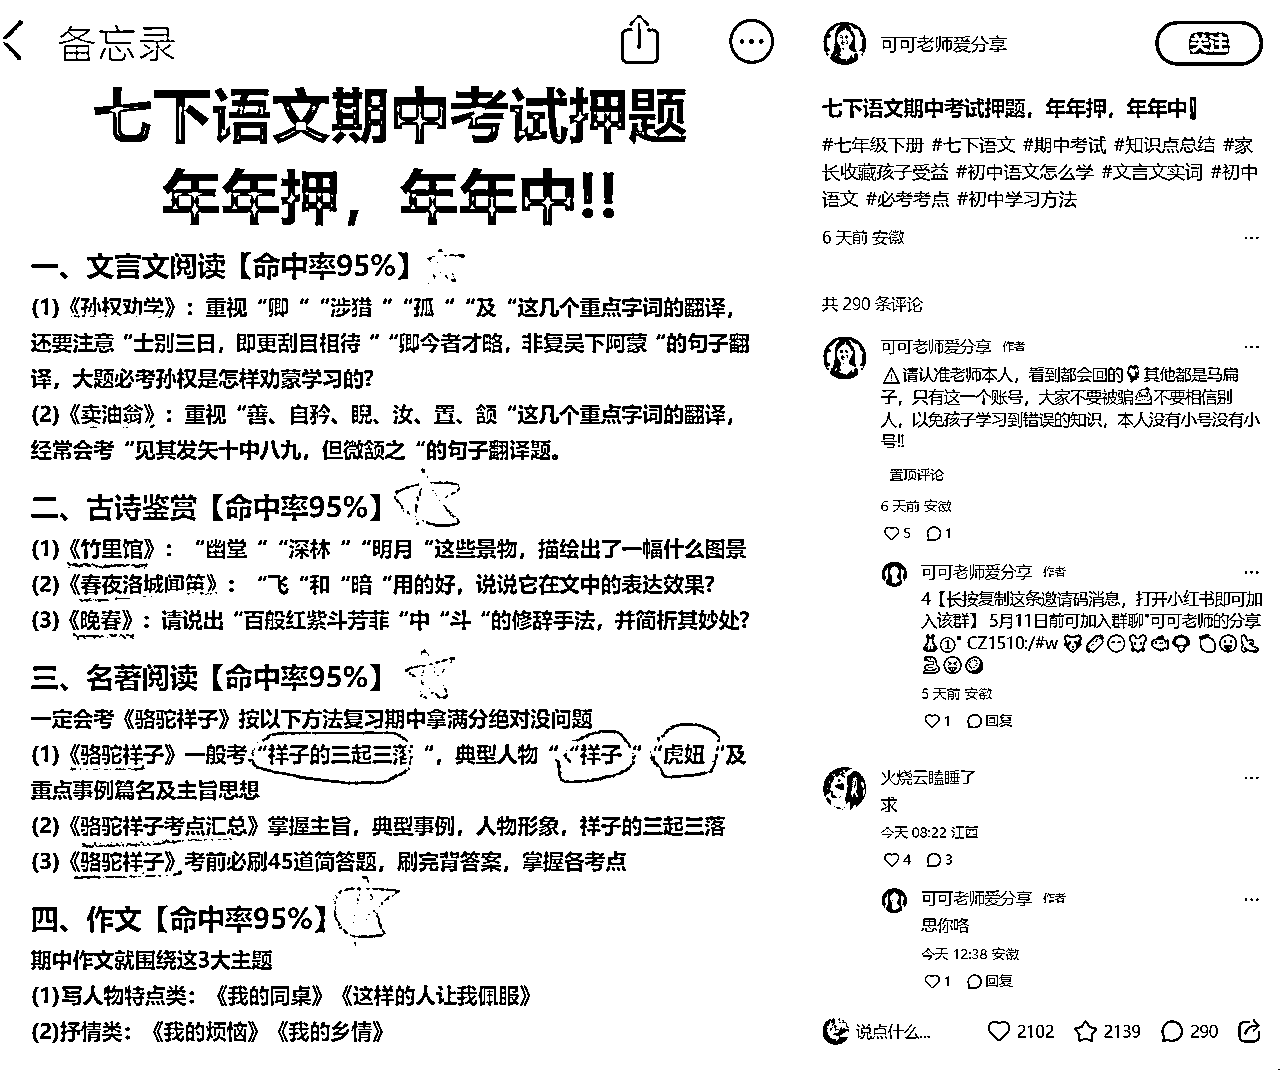 备忘录
七下语文期中考试押题
年年押，年年中!!
一、文言文阅读【命中率95%】
(1)《孙权劝学》：重视“卿““涉猎““孤““及“这几个重点字词的翻译，
还要注意“士别三日，即更刮目相待““卿今者才略，非复吴下阿蒙“的句子翻
译，大题必考孙权是怎样劝蒙学习的?
(2)《卖油翁》：重视“善、自矜、睨、汝、置、颔“这几个重点字词的翻译，
经常会考“见其发矢十中八九，但微颔之“的句子翻译题。
二、古诗鉴赏【命中率95%】
(1)《竹里馆》：“幽堂““深林““明月“这些景物，描绘出了一幅什么图景
(2)《春夜洛城闻笛》：“飞“和“暗“用的好，说说它在文中的表达效果?
(3)《晚春》：请说出“百般红紫斗芳菲“中“斗“的修辞手法，并简析其妙处?
三、名著阅读【命中率95%】
一定会考《骆驼祥子》按以下方法复习期中拿满分绝对没问题
(1)《骆驼祥子》一般考“祥子的三起三落“，典型人物““祥子““虎妞“及
重点事例篇名及主旨思想
(2)《骆驼祥子考点汇总》掌握主旨，典型事例，人物形象，祥子的三起三落
(3)《骆驼祥子》考前必刷45道简答题，刷完背答案，掌握各考点
四、作文【命中率95%】
期中作文就围绕这3大主题
(1)写人物特点类：《我的同桌》《这样的人让我佩服》
(2)抒情类：《我的烦恼》《我的乡情》
可可老师爱分享
关注
七下语文期中考试押题，年年押，年年中
#七年级下册 #七下语文 #期中考试 #知识点总结 #家
长收藏孩子受益 #初中语文怎么学 #文言文实词 #初中
语文 #必考考点 #初中学习方法
6 天前 安徽
共 290 条评论
可可老师爱分享 作者
请认准老师本人，看到都会回的 其他都是马扁
子，只有这一个账号，大家不要被骗 不要相信别
人，以免孩子学习到错误的知识，本人没有小号没有小
号!!
置顶评论
6 天前 安徽
5 1
可可老师爱分享 作者
4【长按复制这条邀请码消息，打开小红书即可加
入该群】 5月11日前可加入群聊"可可老师的分享
①" CZ1510:/#w
5 天前 安徽
1 回复
火烧云瞌睡了
求
今天 08:22 江西
4 3
可可老师爱分享 作者
思你咯
今天 12:38 安徽
1 回复
说点什么... 2102 2139 290